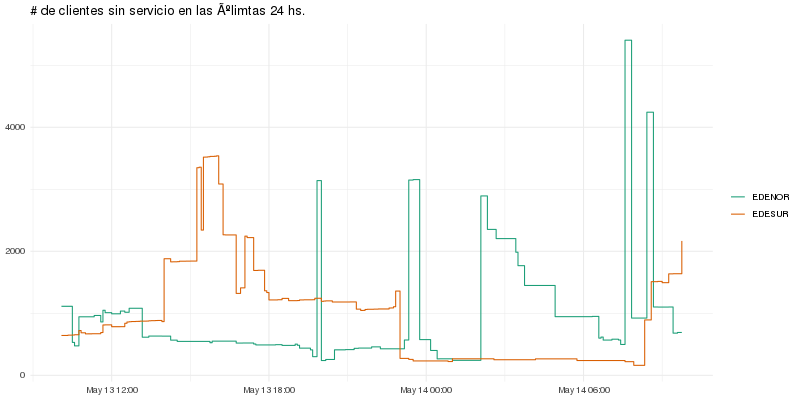 # de clientes sin servicio en las Ãºlimtas 24 hs.
4000
2000
0
May 13 12:00
May 13 18:00
May 14 00:00
May 14 06:00
EDENOR
EDESUR